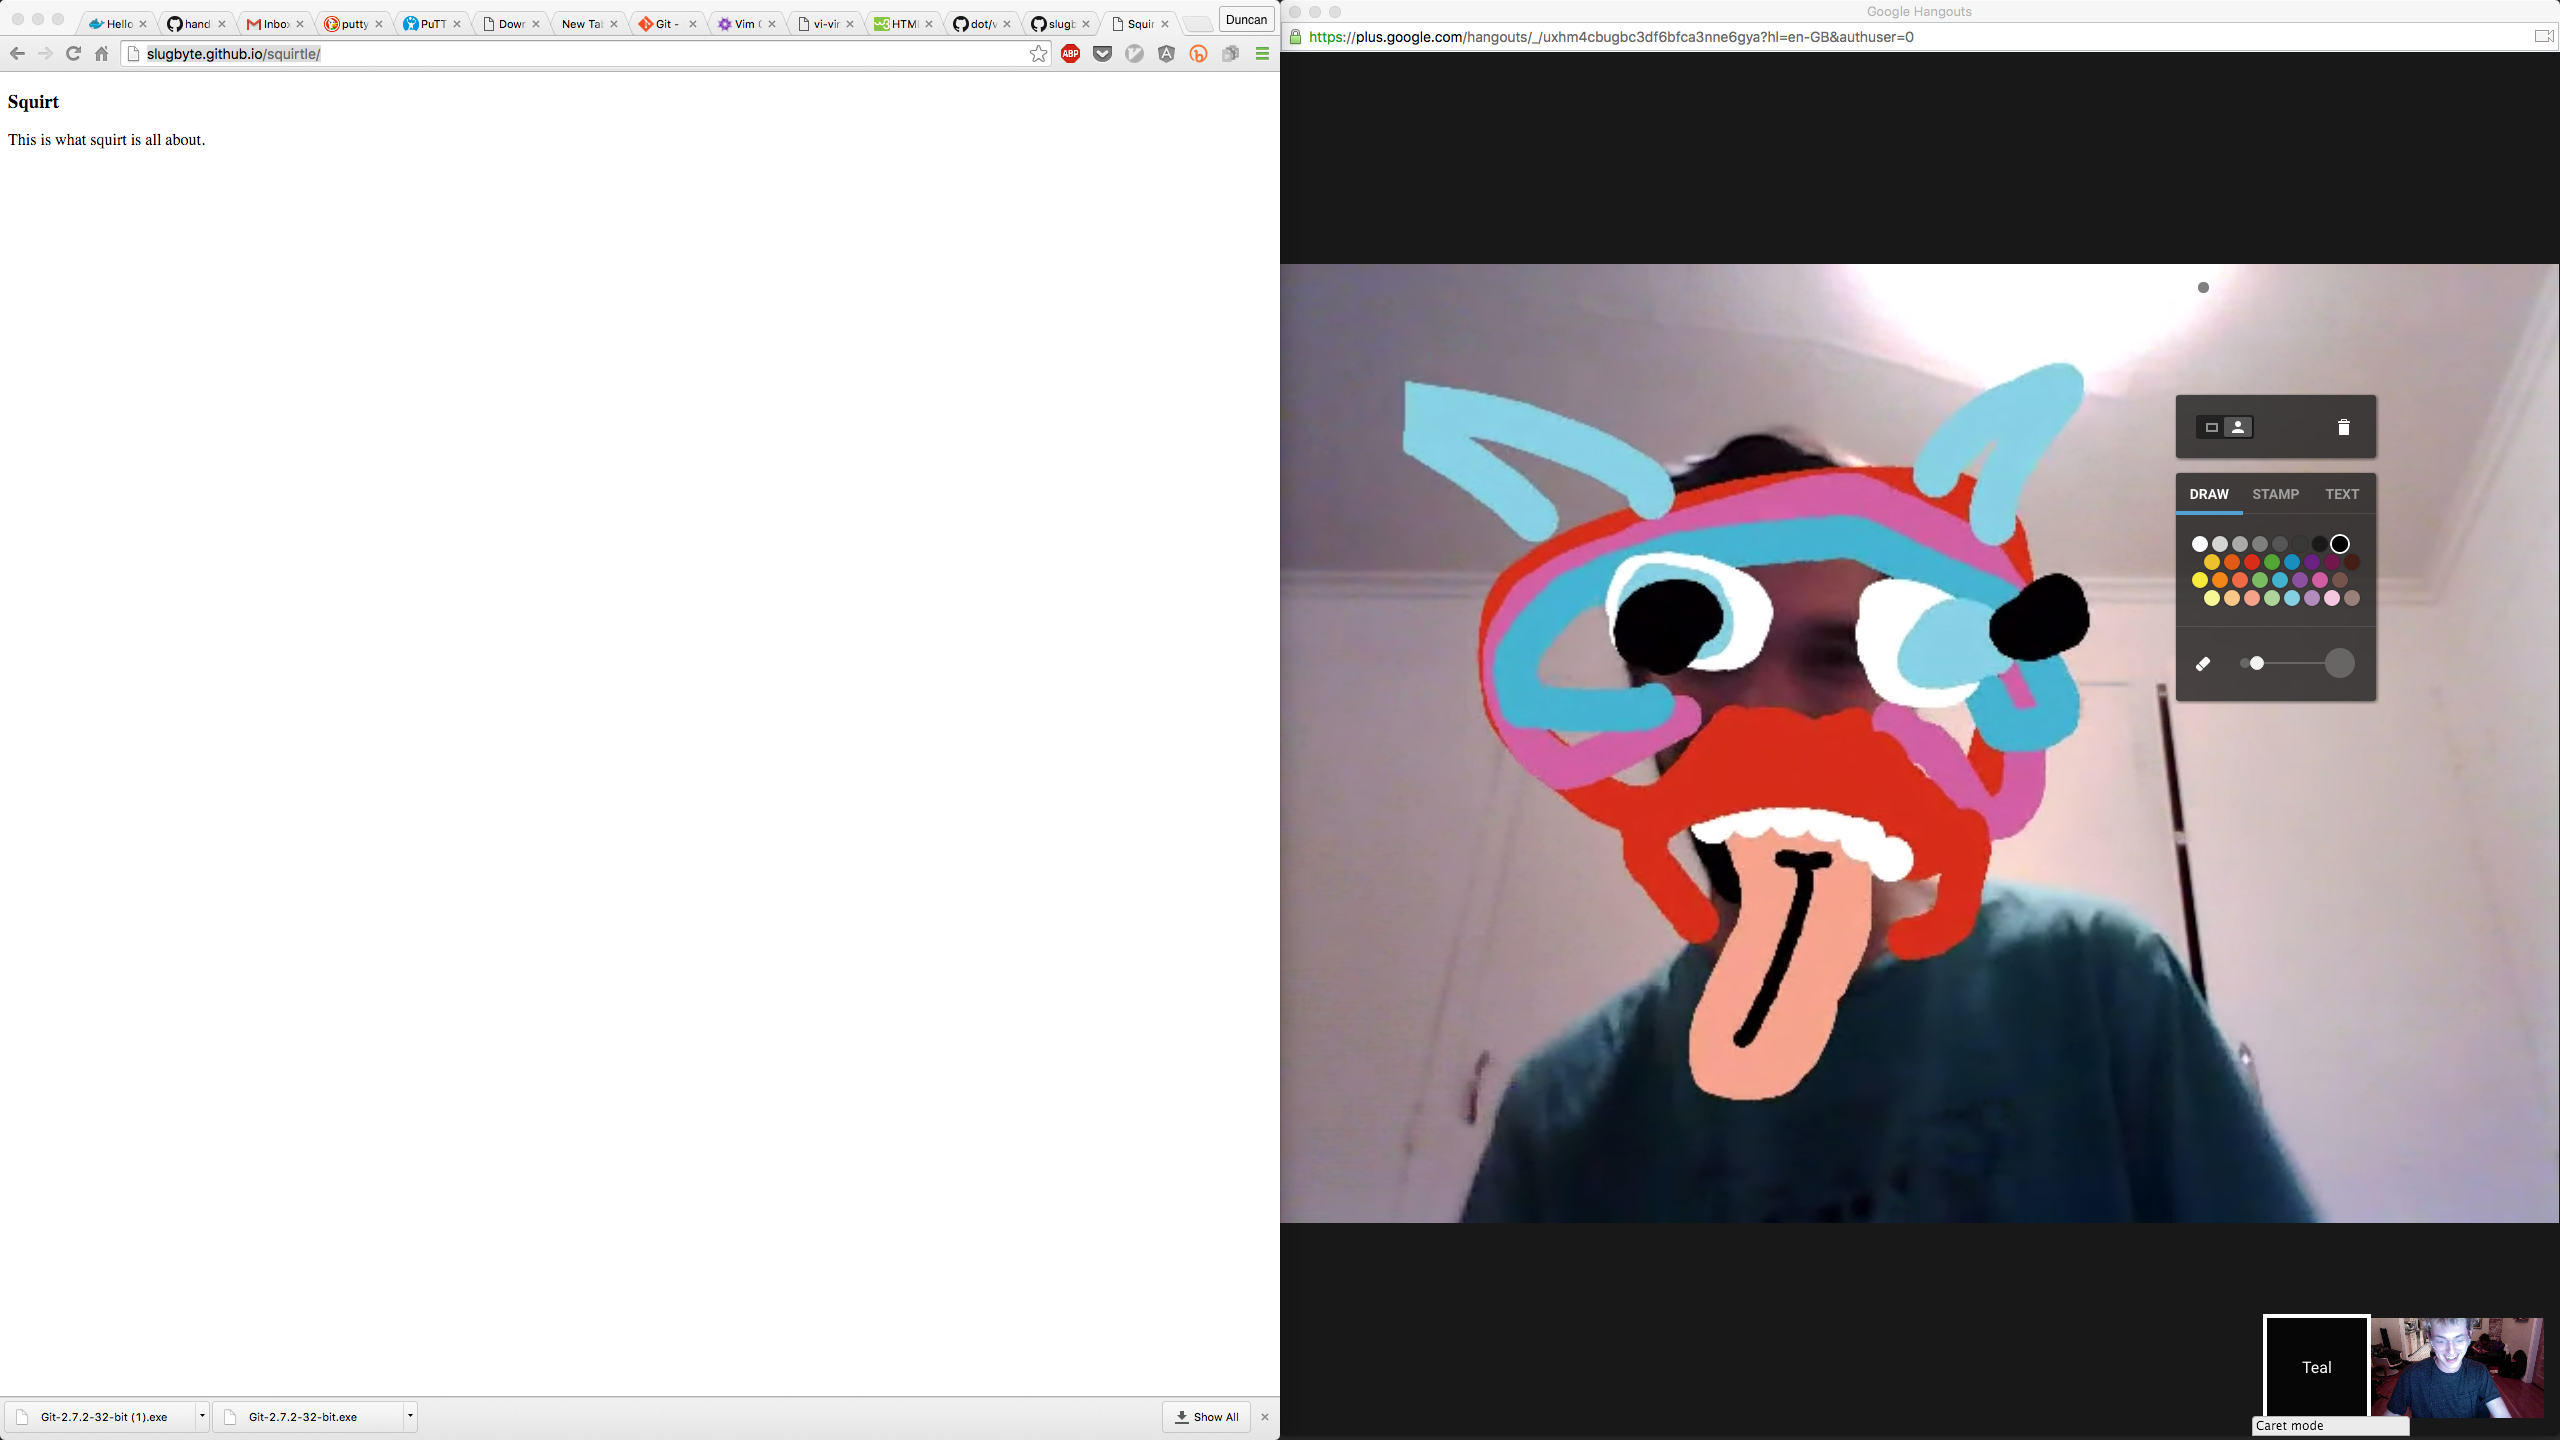 Hello
hand
Inbox
putty
PuTT
Dowr
New Tab
Git -
Vim (
vi-vir
HTMl
dot/v
slugb
Squir
Duncan
slugbyte.github.io/squirtle/
ABP
Squirt
This is what squirt is all about.
Git-2.7.2-32-bit (1).exe
Git-2.7.2-32-bit.exe
Show All
Google Hangouts
https://plus.google.com/hangouts/_/uxhm4cbugbc3df6bfca3nne6gya?hl=en-GB&authuser=0
DRAW STAMP TEXT
Teal
Caret mode